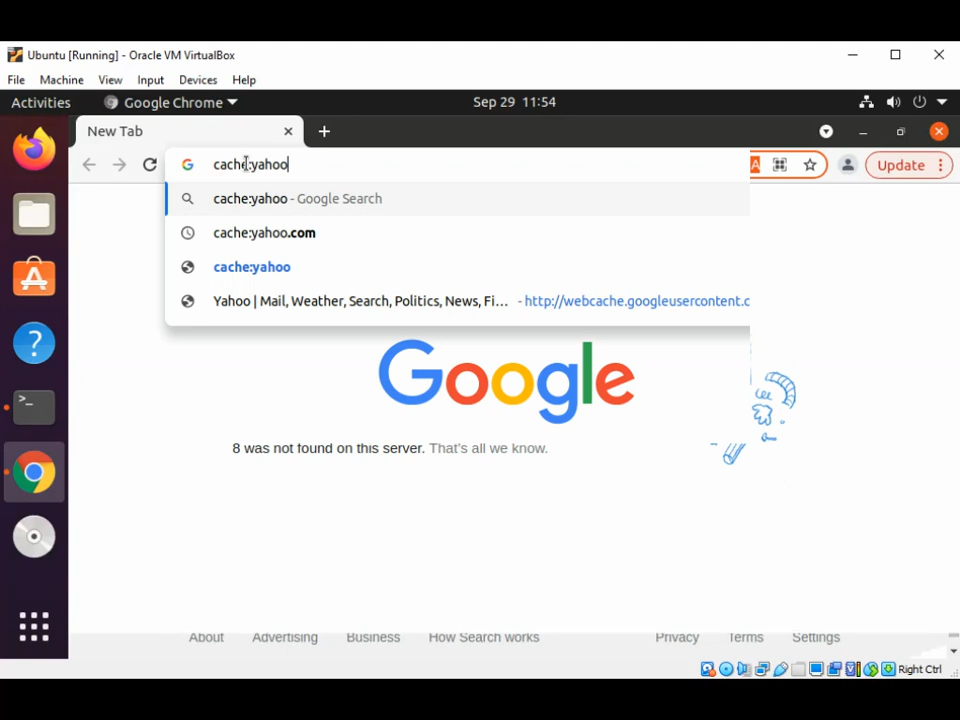 Ubuntu [Running] - Oracle VM VirtualBox
File Machine View Input Devices Help
Activities Google Chrome Sep 29 11:54
New Tab
cache:yahoo Update
cache:yahoo - Google Search
cache:yahoo.com
cache:yahoo
Yahoo | Mail, Weather, Search, Politics, News, Fi... - http://webcache.googleusercontent.c
Google
8 was not found on this server. That's all we know.
About Advertising Business How Search works Privacy Terms Settings
Right Ctrl